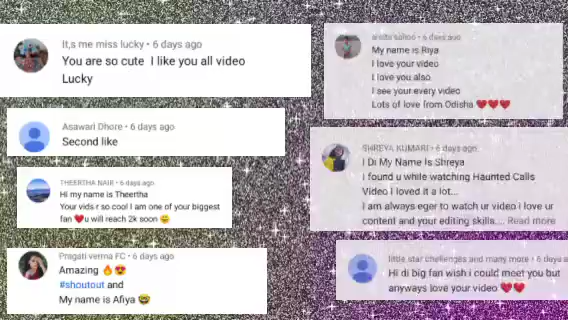 It,s me miss lucky • 6 days ago
You are so cute I like you all video
Lucky
Asawari Dhore • 6 days ago
Second like
THEERTHA NAIR • 6 days ago
Hi my name is Theertha
Your vids r so cool I am one of your biggest
fan ❤️u will reach 2k soon 😄
Pragati verma FC • 6 days ago
Amazing 🔥😍
#shoutout and
My name is Afiya 🤓
anita sahoo • 6 days ago
My name is Riya
I love your video
I love you also
I see your every video
Lots of love from Odisha ❤️❤️❤️
SHREYA KUMARI • 6 days ago
I Di My Name Is Shreya
I found u while watching Haunted Calls
Video I loved it a lot...
I am always eger to watch ur video i love ur
content and your editing skills.... Read more
little star challenges and many more • 6 days a
Hi di big fan wish i could meet you but
anyways love your video ❤️❤️